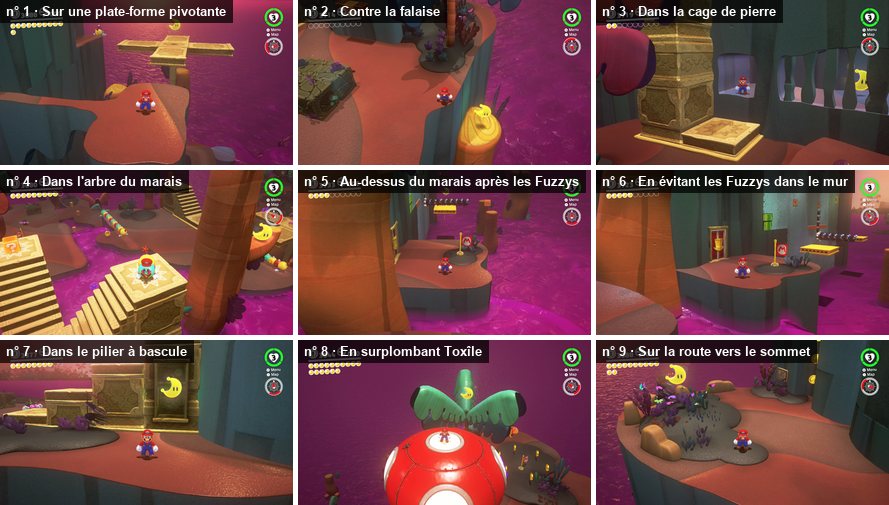 n° 1 · Sur une plate-forme pivotante
n° 2 · Contre la falaise
n° 3 · Dans la cage de pierre
n° 4 · Dans l'arbre du marais
n° 5 · Au-dessus du marais après les Fuzzys
n° 6 · En évitant les Fuzzys dans le mur
n° 7 · Dans le pilier à bascule
n° 8 · En surplombant Toxîle
n° 9 · Sur la route vers le sommet